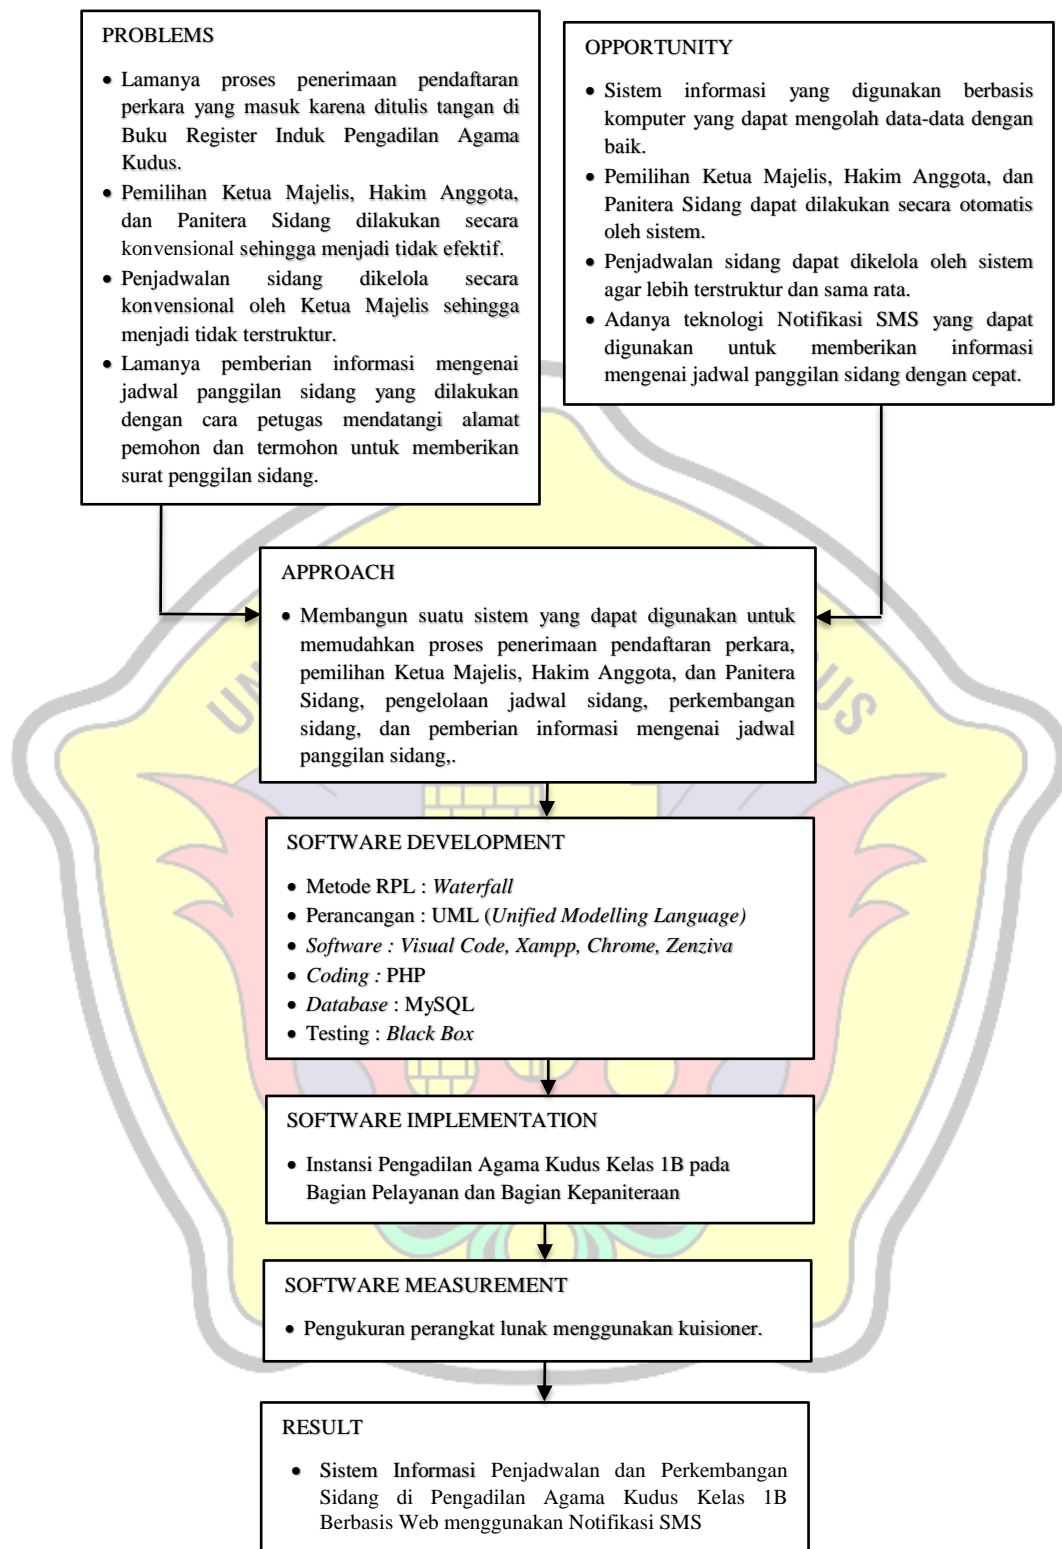 PROBLEMS
• Lamanya proses penerimaan pendaftaran
perkara yang masuk karena ditulis tangan di
Buku Register Induk Pengadilan Agama
Kudus.
• Pemilihan Ketua Majelis, Hakim Anggota,
dan Panitera Sidang dilakukan secara
konvensional sehingga menjadi tidak efektif.
• Penjadwalan sidang dikelola secara
konvensional oleh Ketua Majelis sehingga
menjadi tidak terstruktur.
• Lamanya pemberian informasi mengenai
jadwal panggilan sidang yang dilakukan
dengan cara petugas mendatangi alamat
pemohon dan termohon untuk memberikan
surat penggilan sidang.
OPPORTUNITY
• Sistem informasi yang digunakan berbasis
komputer yang dapat mengolah data-data dengan
baik.
• Pemilihan Ketua Majelis, Hakim Anggota, dan
Panitera Sidang dapat dilakukan secara otomatis
oleh sistem.
• Penjadwalan sidang dapat dikelola oleh sistem
agar lebih terstruktur dan sama rata.
• Adanya teknologi Notifikasi SMS yang dapat
digunakan untuk memberikan informasi
mengenai jadwal panggilan sidang dengan cepat.
APPROACH
• Membangun suatu sistem yang dapat digunakan untuk
memudahkan proses penerimaan pendaftaran perkara,
pemilihan Ketua Majelis, Hakim Anggota, dan Panitera
Sidang, pengelolaan jadwal sidang, perkembangan
sidang, dan pemberian informasi mengenai jadwal
panggilan sidang,.
SOFTWARE DEVELOPMENT
• Metode RPL : Waterfall
• Perancangan : UML (Unified Modelling Language)
• Software : Visual Code, Xampp, Chrome, Zenziva
• Coding : PHP
• Database : MySQL
• Testing : Black Box
SOFTWARE IMPLEMENTATION
• Instansi Pengadilan Agama Kudus Kelas 1B pada
Bagian Pelayanan dan Bagian Kepaniteraan
SOFTWARE MEASUREMENT
• Pengukuran perangkat lunak menggunakan kuisioner.
RESULT
• Sistem Informasi Penjadwalan dan Perkembangan
Sidang di Pengadilan Agama Kudus Kelas 1B
Berbasis Web menggunakan Notifikasi SMS